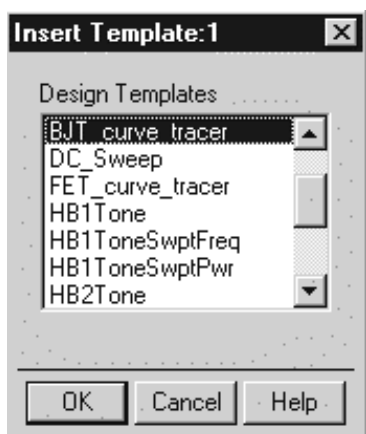 Insert Template:1
Design Templates
BJT_curve_tracer
DC_Sweep
FET_curve_tracer
HB1Tone
HB1ToneSwptFreq
HB1ToneSwptPwr
HB2Tone
OK Cancel Help